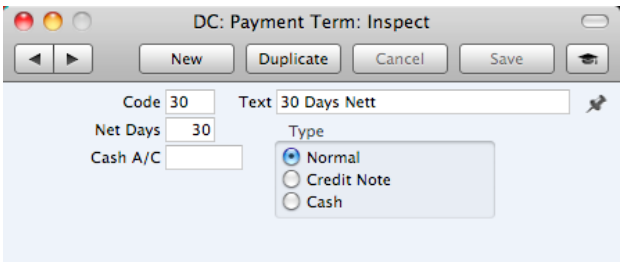 DC: Payment Term: Inspect
New Duplicate Cancel Save
Code 30 Text 30 Days Nett
Net Days 30 Type
Cash A/C Normal
Credit Note
Cash